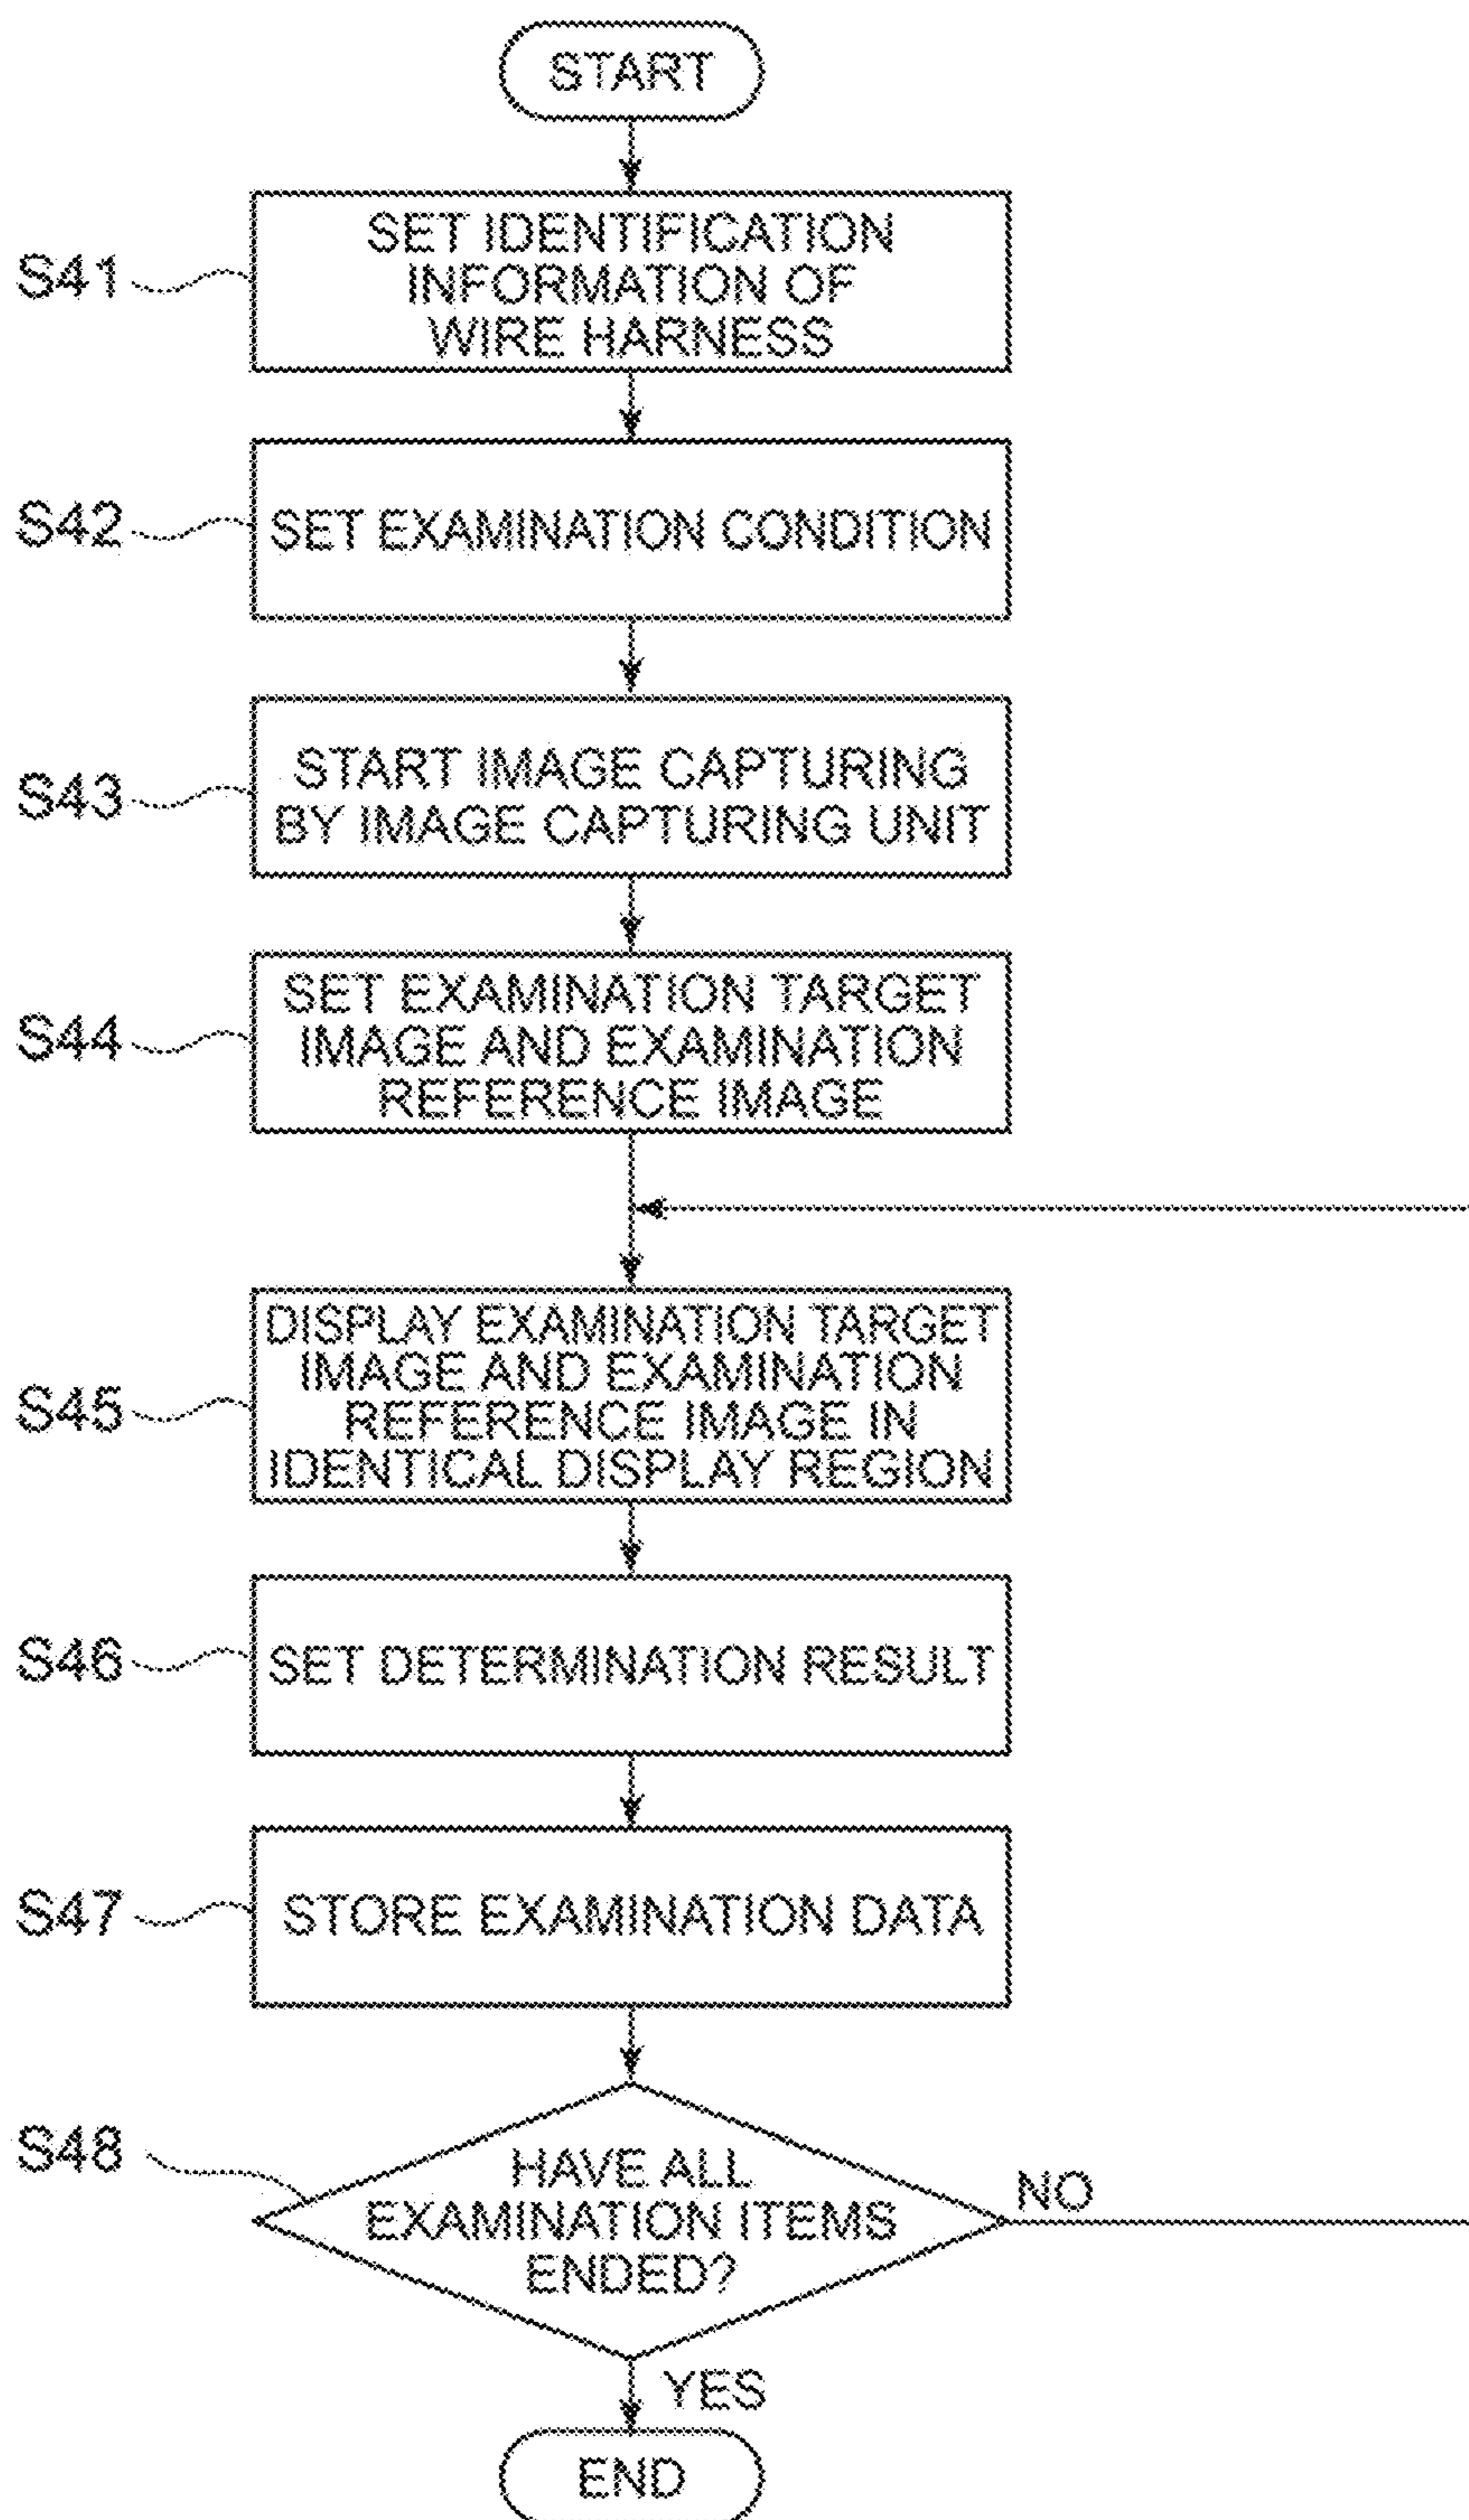 START
S41
SET IDENTIFICATION
INFORMATION OF
WIRE HARNESS
S42
SET EXAMINATION CONDITION
S43
START IMAGE CAPTURING
BY IMAGE CAPTURING UNIT
S44
SET EXAMINATION TARGET
IMAGE AND EXAMINATION
REFERENCE IMAGE
S45
DISPLAY EXAMINATION TARGET
IMAGE AND EXAMINATION
REFERENCE IMAGE IN
IDENTICAL DISPLAY REGION
S46
SET DETERMINATION RESULT
S47
STORE EXAMINATION DATA
S48
HAVE ALL
EXAMINATION ITEMS
ENDED?
NO
YES
END